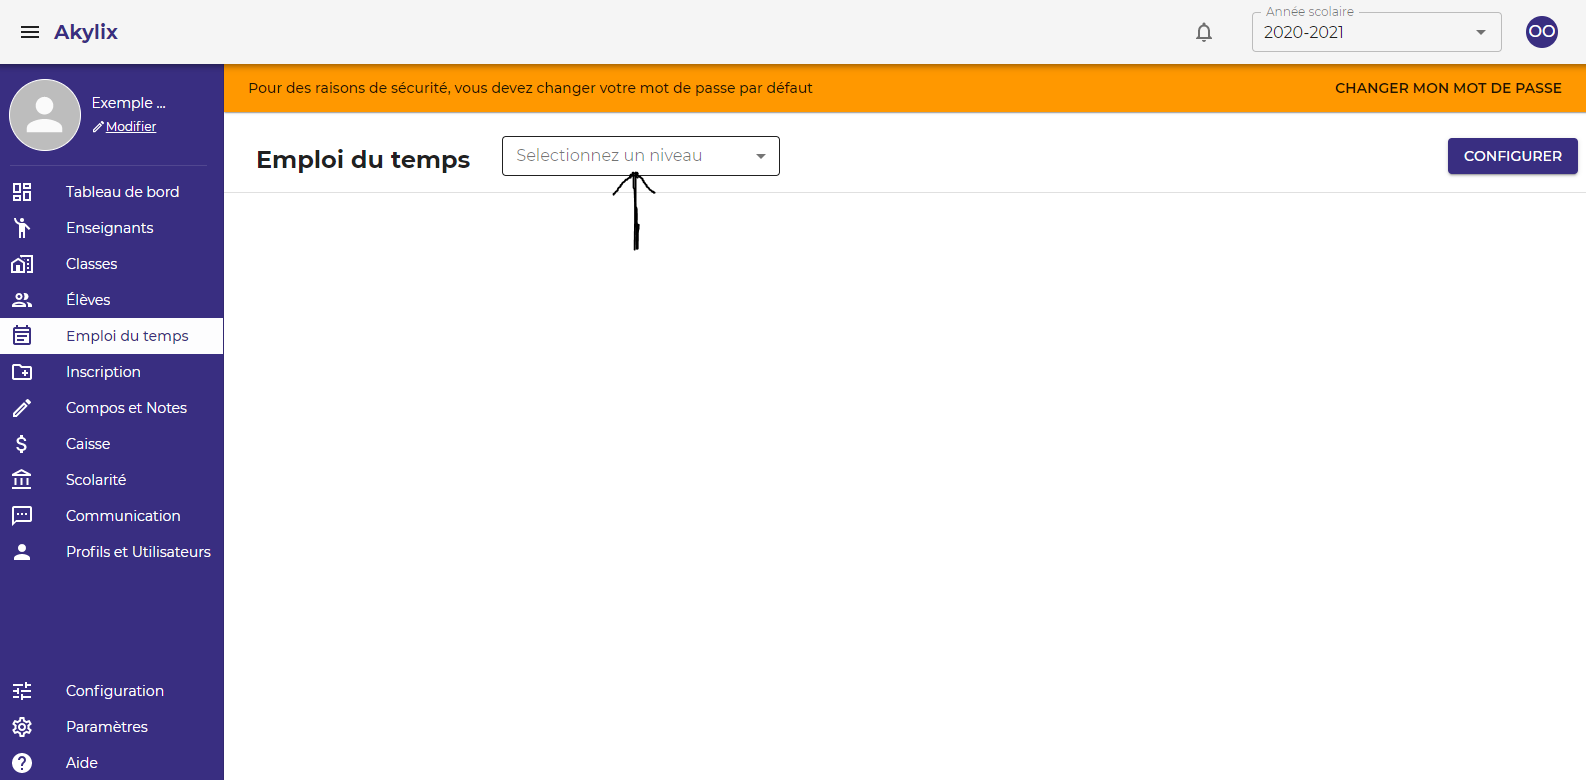 Akylix
Année scolaire
2020-2021
OO
Exemple ...
Modifier
Pour des raisons de sécurité, vous devez changer votre mot de passe par défaut
CHANGER MON MOT DE PASSE
Emploi du temps
Selectionnez un niveau
CONFIGURER
Tableau de bord
Enseignants
Classes
Élèves
Emploi du temps
Inscription
Compos et Notes
Caisse
Scolarité
Communication
Profils et Utilisateurs
Configuration
Paramètres
Aide